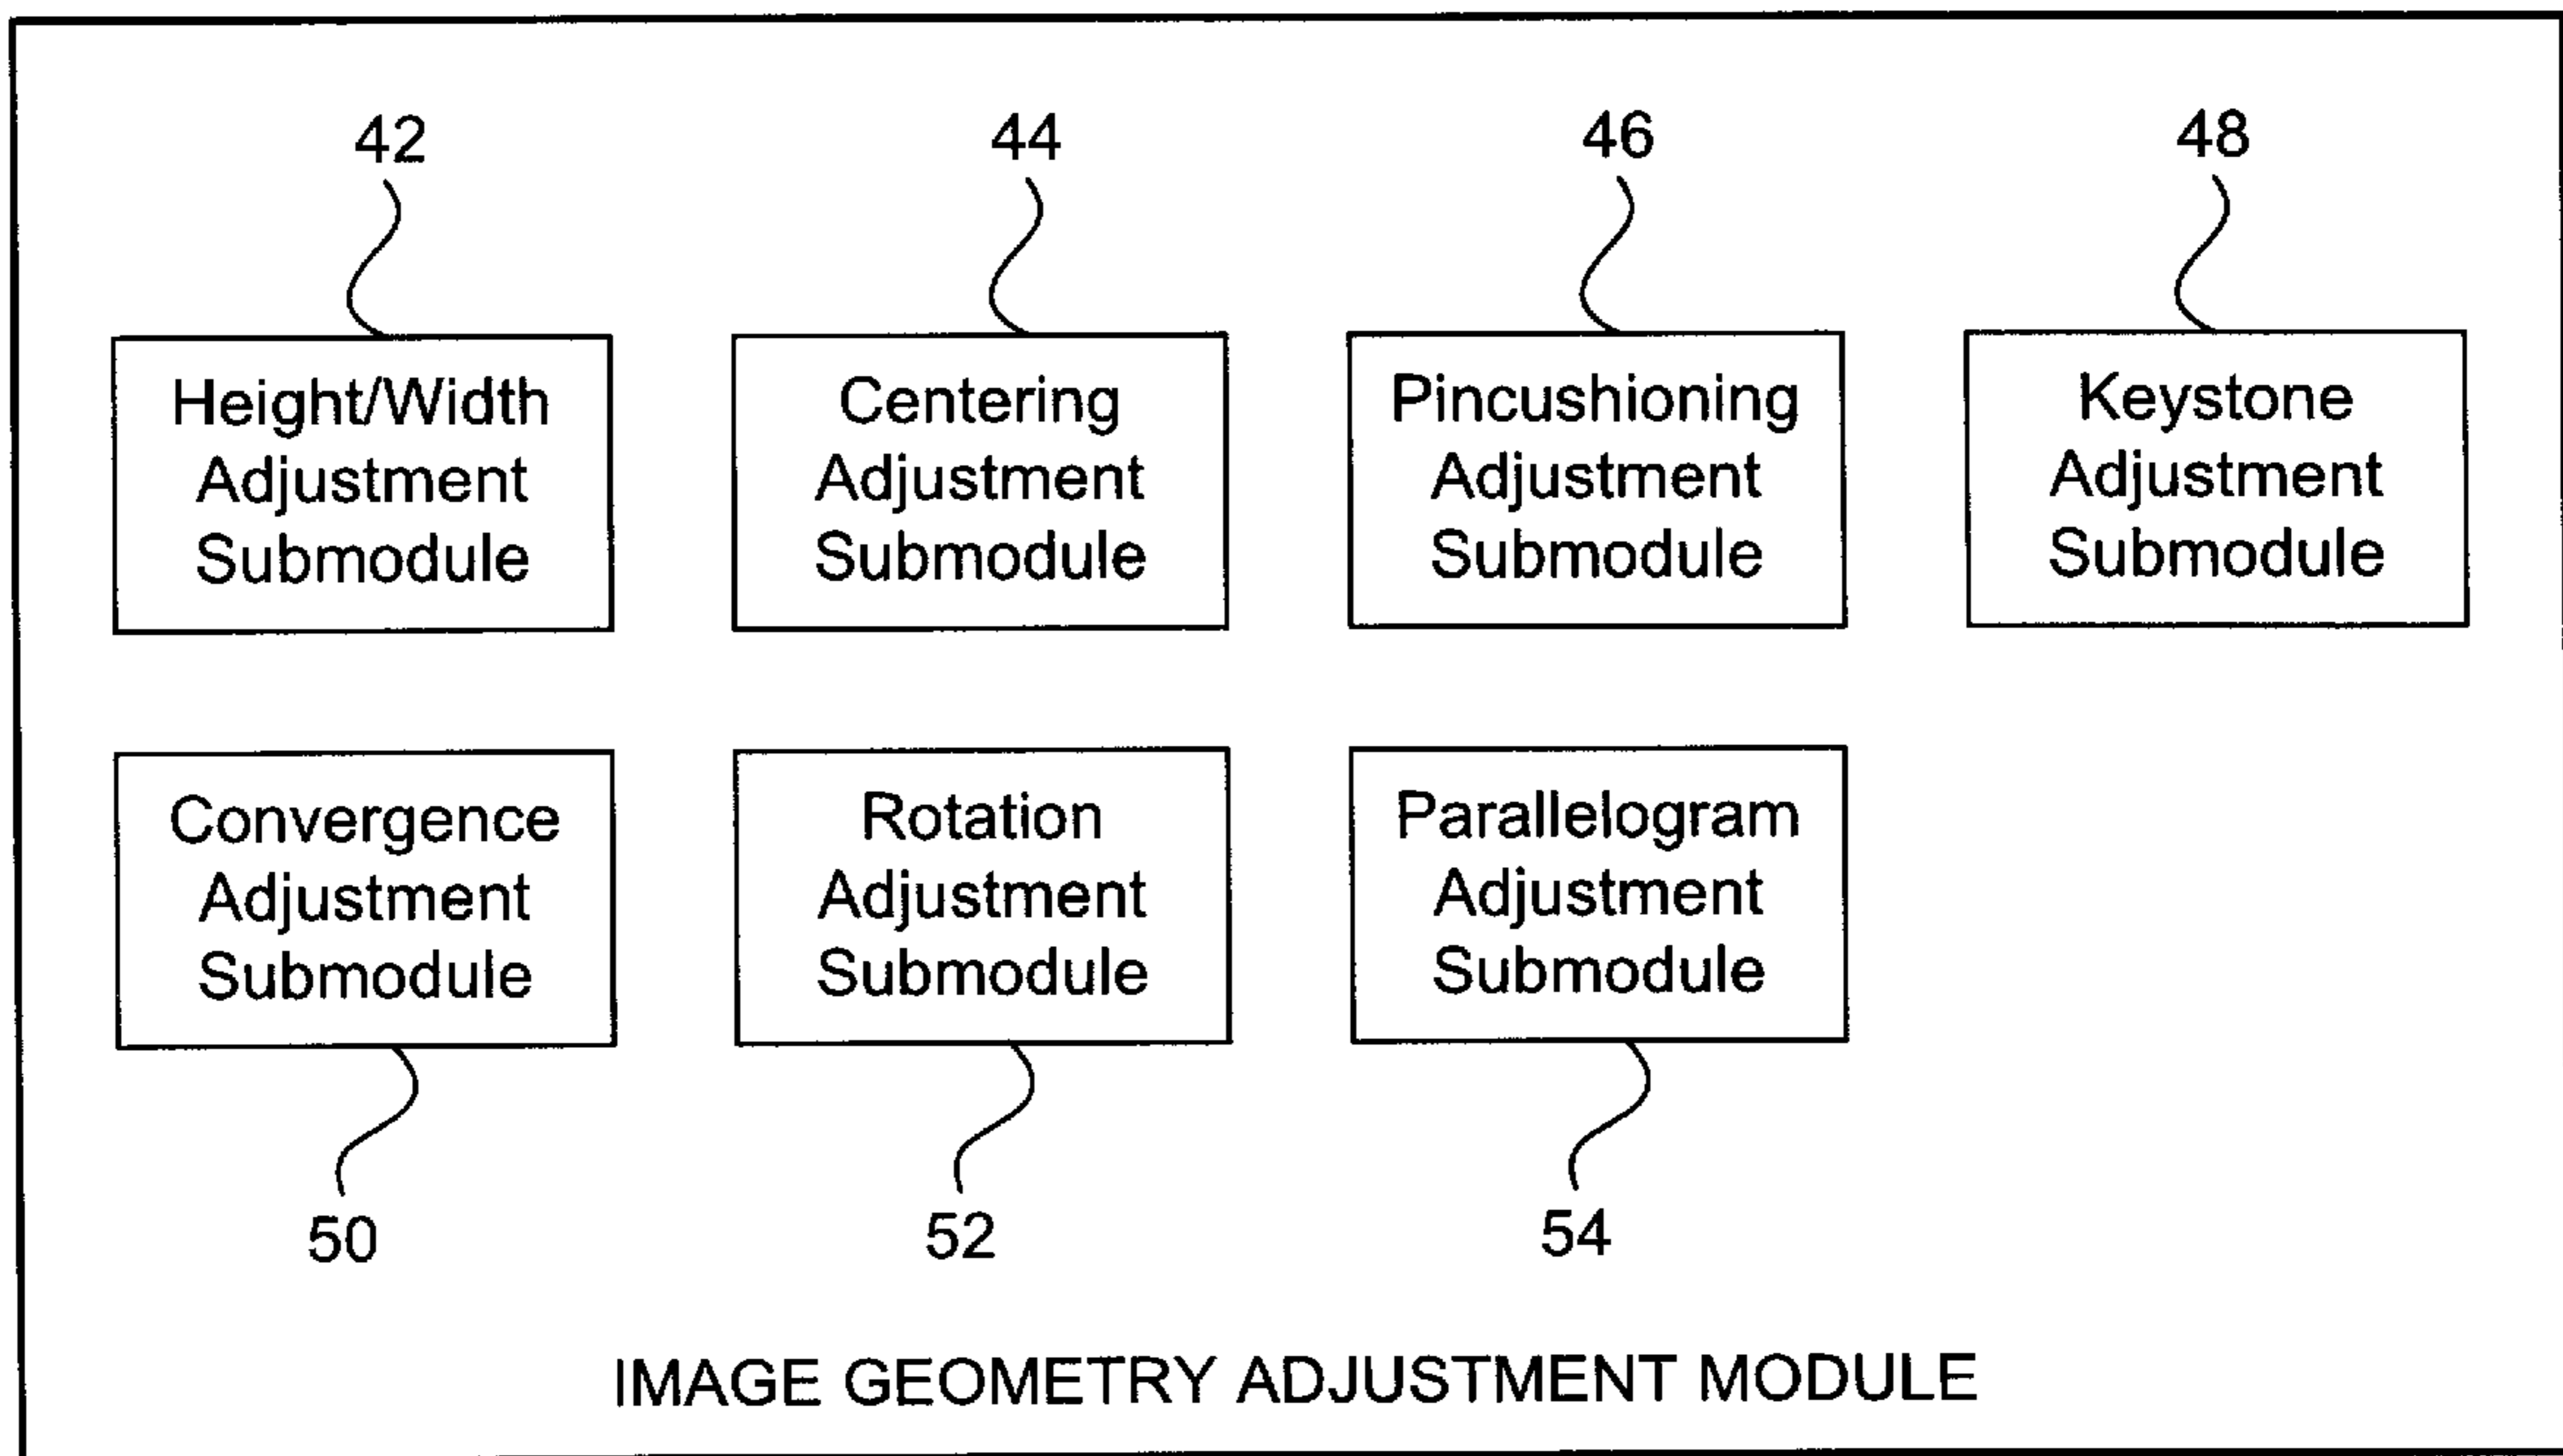 42
44
46
48
Height/Width
Adjustment
Submodule
Centering
Adjustment
Submodule
Pincushioning
Adjustment
Submodule
Keystone
Adjustment
Submodule
Convergence
Adjustment
Submodule
Rotation
Adjustment
Submodule
Parallelogram
Adjustment
Submodule
50
52
54
IMAGE GEOMETRY ADJUSTMENT MODULE